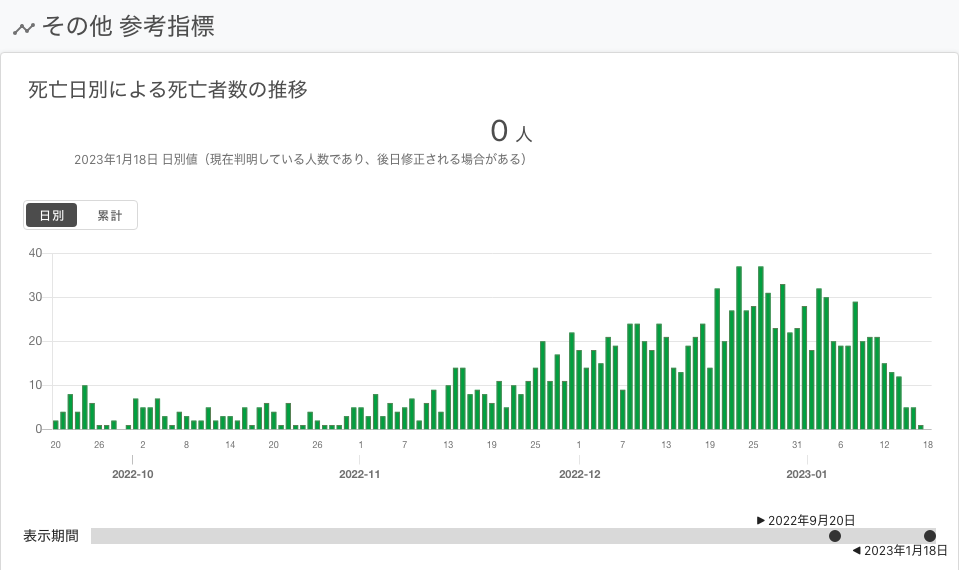 その他 参考指標
死亡日別による死亡者数の推移
0 人
2023年1月18日 日別値（現在判明している人数であり、後日修正される場合がある）
日別 累計
40
30
20
10
0
20 26 2 8 14 20 26 1 7 13 19 25 1 7 13 19 25 31 6 12 18
2022-10 2022-11 2022-12 2023-01
▶ 2022年9月20日
表示期間
◀ 2023年1月18日